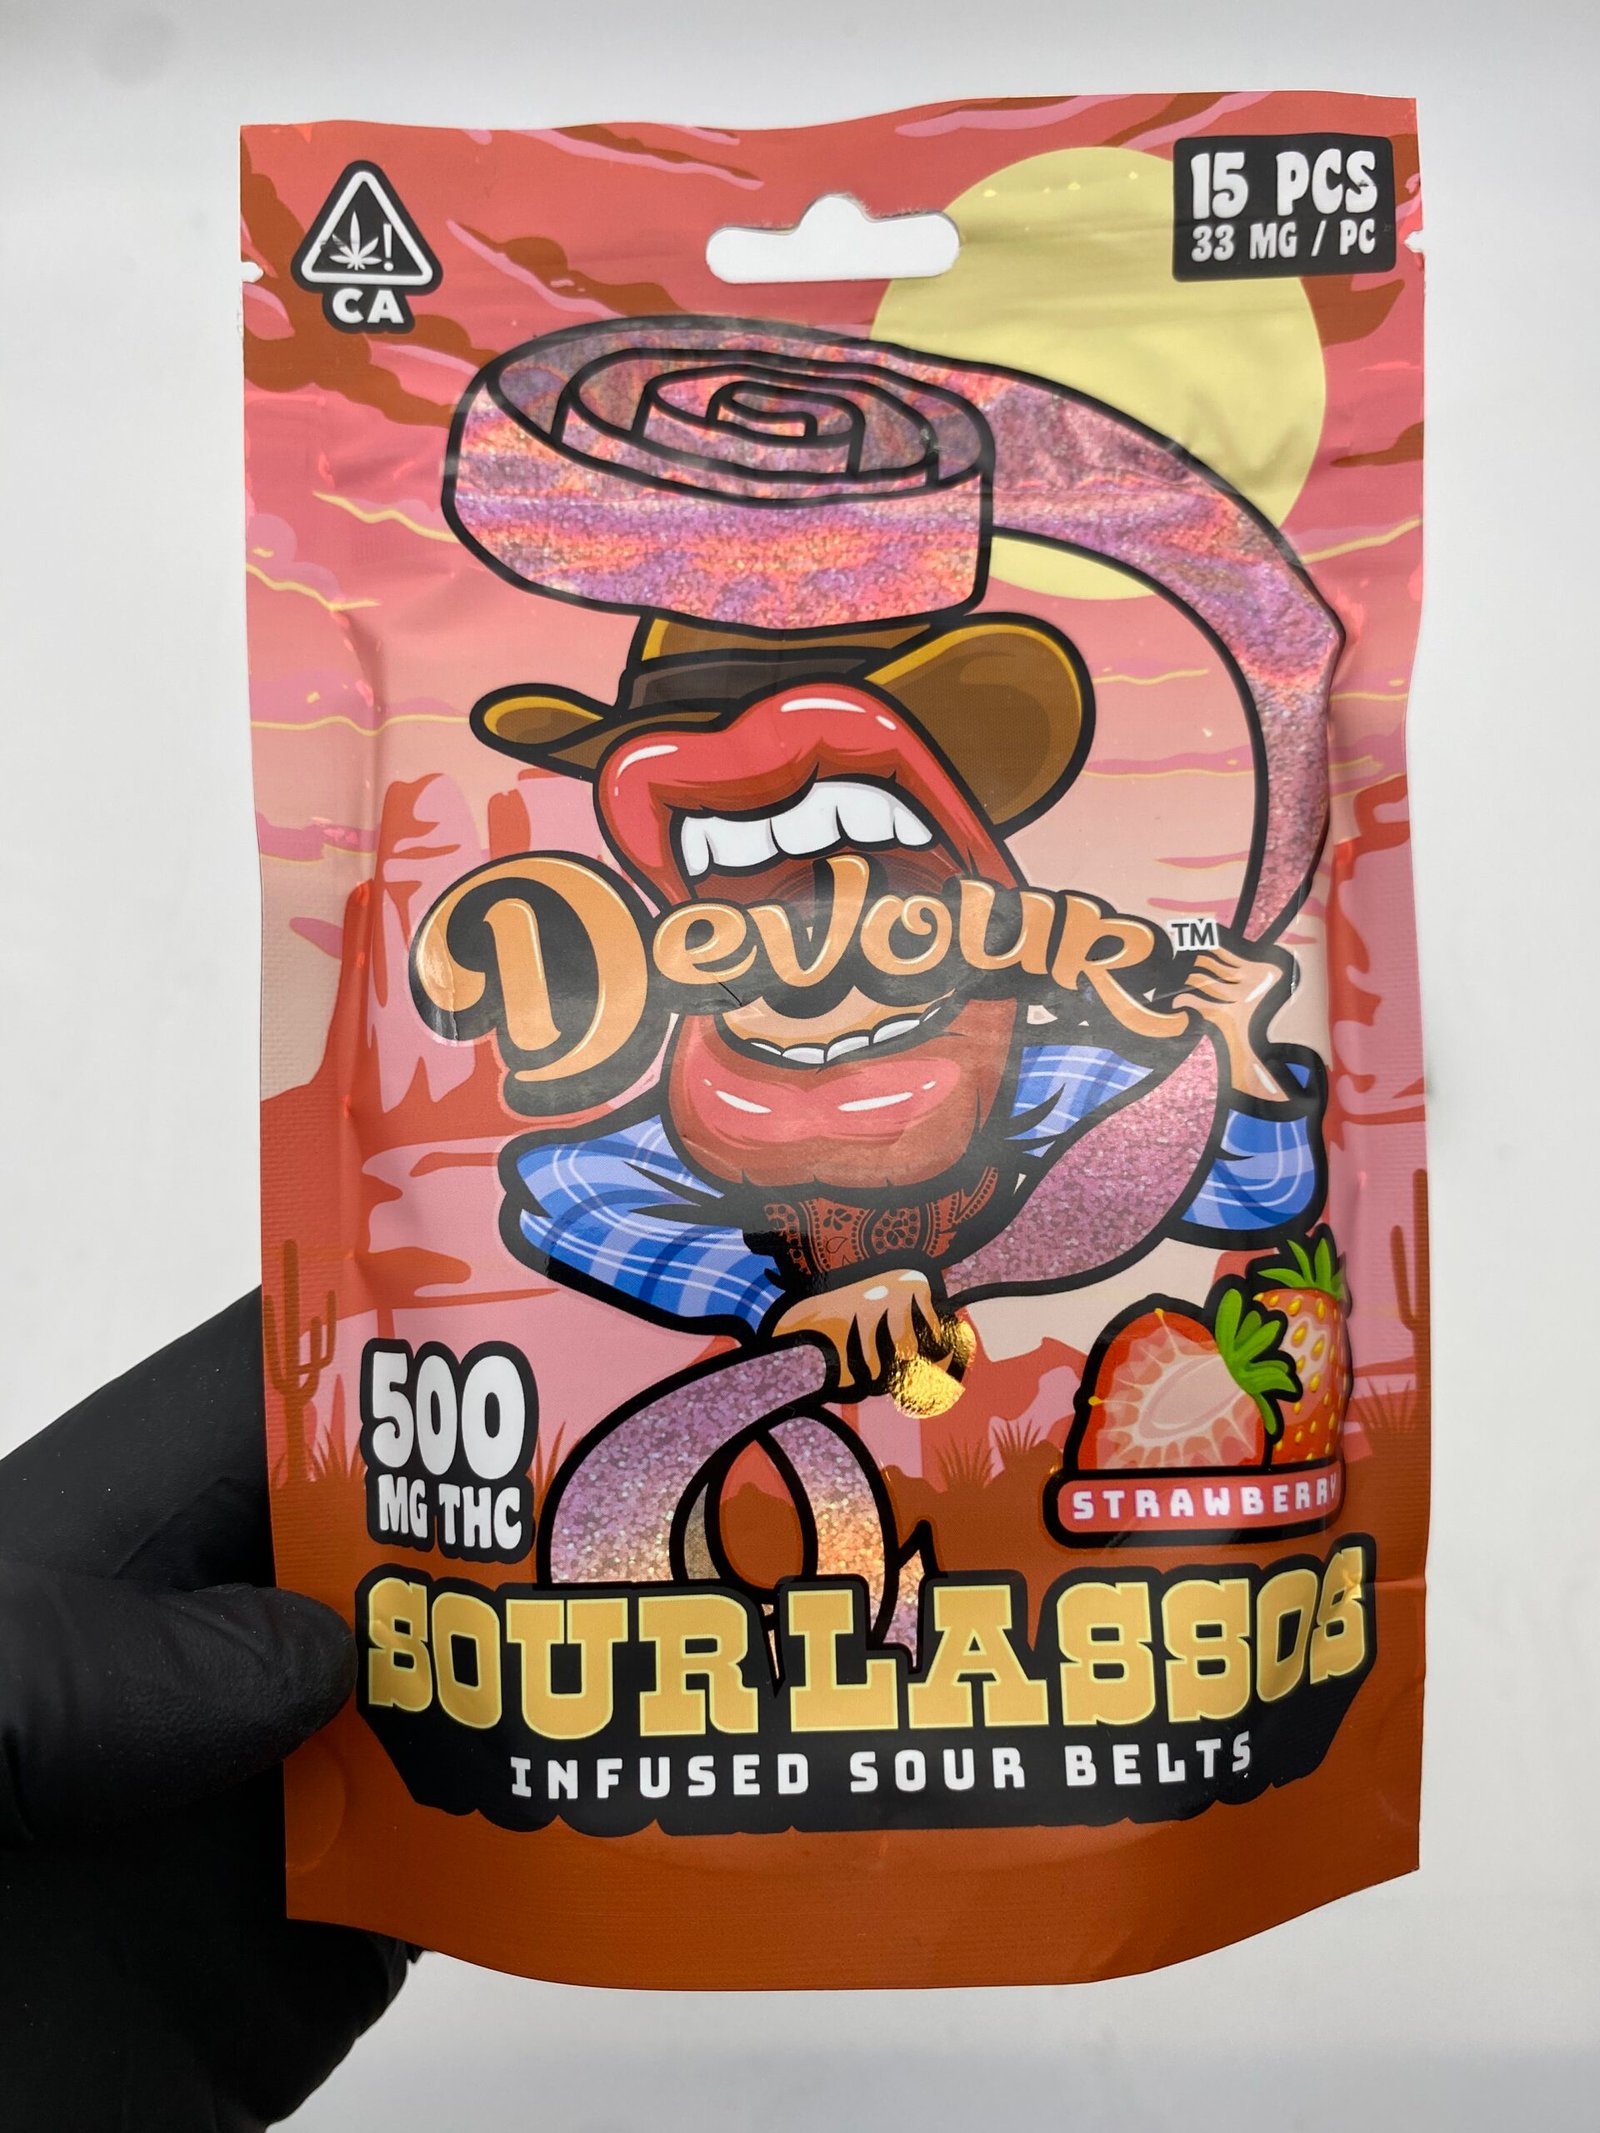 CA
15 PCS
33 MG / PC
Devour™
500
MG THC
STRAWBERRY
SOUR LASSOS
INFUSED SOUR BELTS